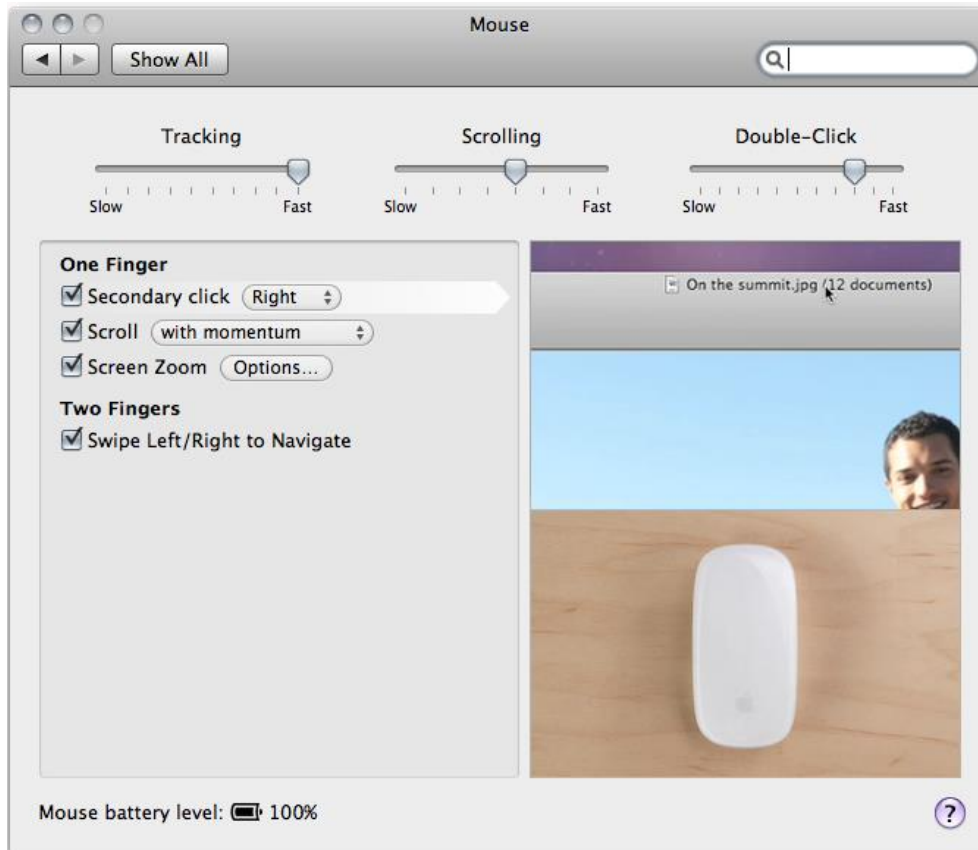 Mouse
Show All
Tracking
Scrolling
Double-Click
Slow
Fast
Slow
Fast
Slow
Fast
One Finger
Secondary click Right
Scroll with momentum
Screen Zoom Options...
Two Fingers
Swipe Left/Right to Navigate
On the summit.jpg (12 documents)
Mouse battery level: 100%
?